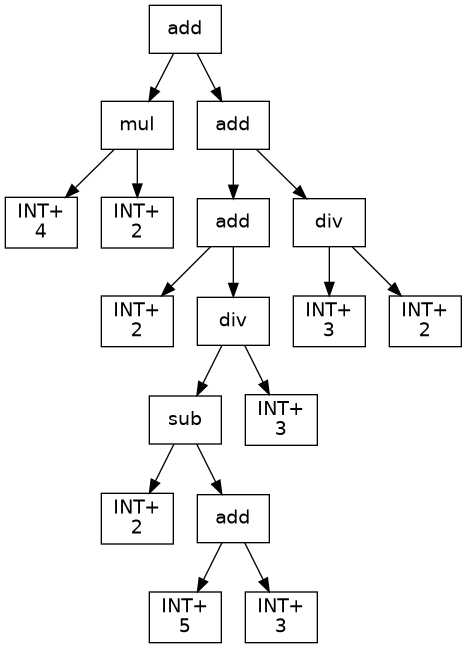 add
mul
add
INT+
4
INT+
2
add
div
INT+
2
div
INT+
3
INT+
2
sub
INT+
3
INT+
2
add
INT+
5
INT+
3